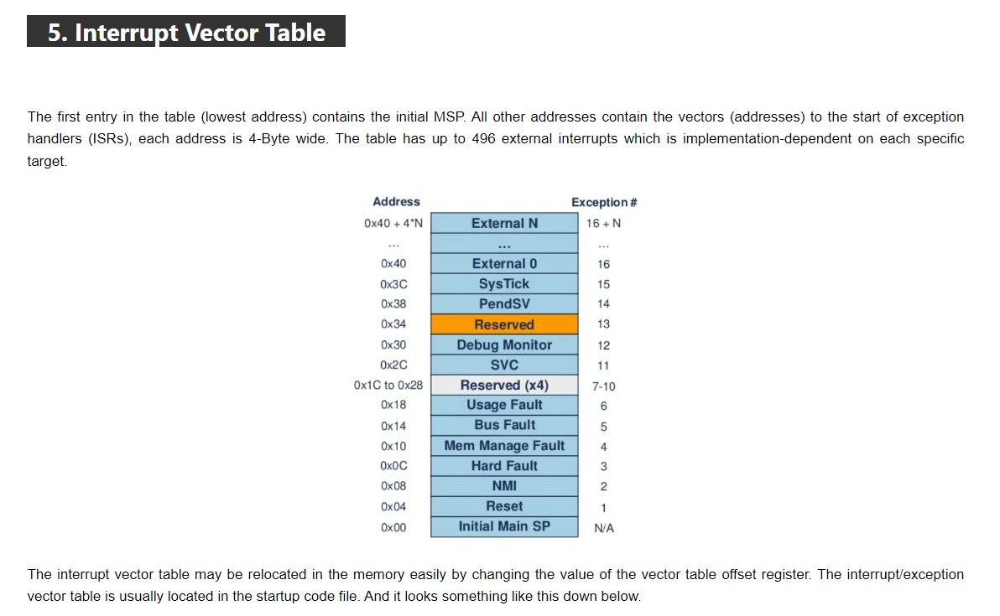 5. Interrupt Vector Table
The first entry in the table (lowest address) contains the initial MSP. All other addresses contain the vectors (addresses) to the start of exception
handlers (ISRs), each address is 4-Byte wide. The table has up to 496 external interrupts which is implementation-dependent on each specific
target.
Address Exception #
0x40 + 4*N External N 16 + N
... ... ...
0x40 External 0 16
0x3C SysTick 15
0x38 PendSV 14
0x34 Reserved 13
0x30 Debug Monitor 12
0x2C SVC 11
0x1C to 0x28 Reserved (x4) 7-10
0x18 Usage Fault 6
0x14 Bus Fault 5
0x10 Mem Manage Fault 4
0x0C Hard Fault 3
0x08 NMI 2
0x04 Reset 1
0x00 Initial Main SP N/A
The interrupt vector table may be relocated in the memory easily by changing the value of the vector table offset register. The interrupt/exception
vector table is usually located in the startup code file. And it looks something like this down below.